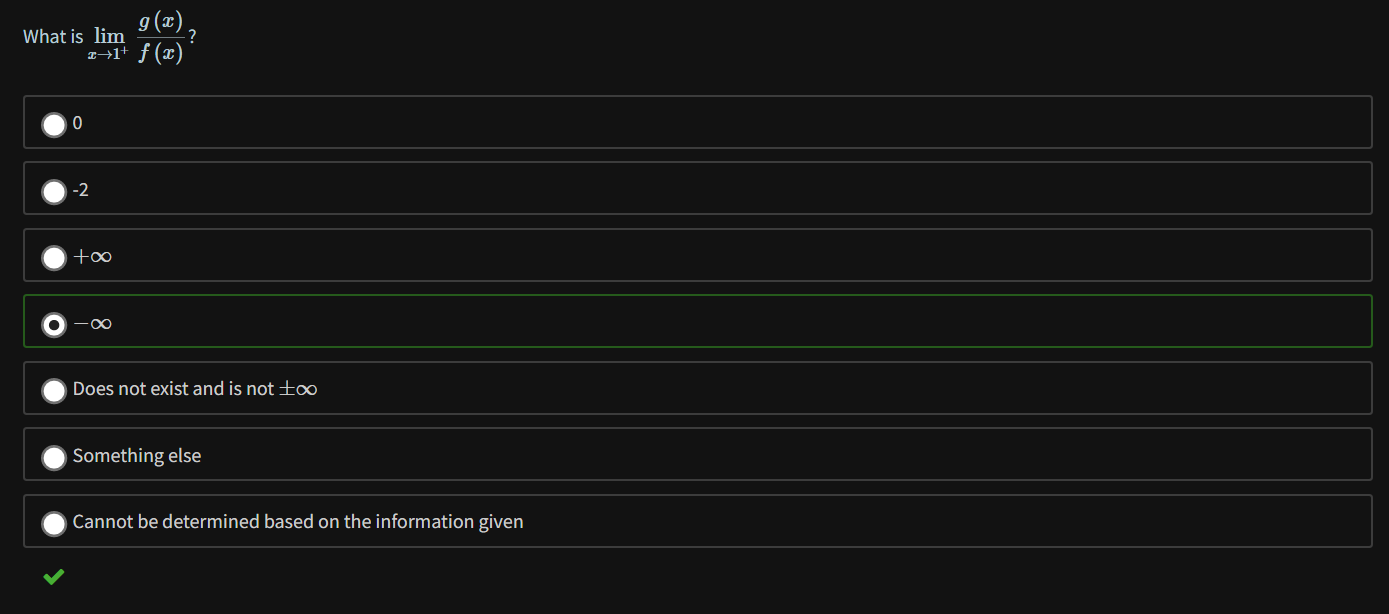 What is lim x→1⁺ g(x)/f(x)?
0
-2
+∞
−∞
Does not exist and is not ±∞
Something else
Cannot be determined based on the information given